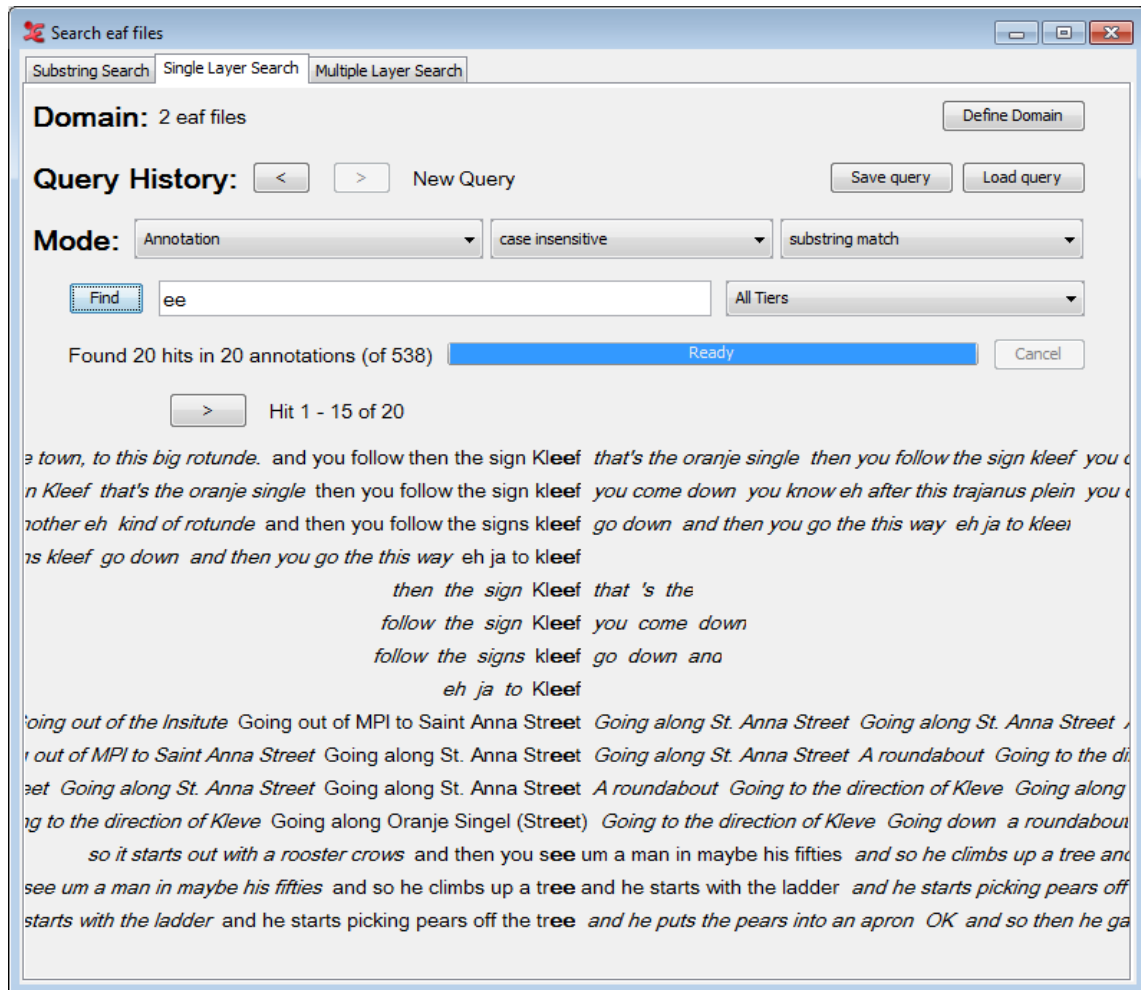 Search eaf files
Substring Search Single Layer Search Multiple Layer Search
Domain: 2 eaf files Define Domain
Query History: < > New Query Save query Load query
Mode: Annotation case insensitive substring match
Find ee All Tiers
Found 20 hits in 20 annotations (of 538) Ready Cancel
> Hit 1 - 15 of 20
town, to this big rotunde. and you follow then the sign Kleef that's the oranje single then you follow the sign kleef you
Kleef that's the oranje single then you follow the sign kleef you come down you know eh after this trajanus plein you
eh kind of rotunde and then you follow the signs kleef go down and then you go the this way eh ja to kleef
kleef go down and then you go the this way eh ja to kleef
then the sign Kleef that 's the
follow the sign Kleef you come down
follow the signs kleef go down and
eh ja to Kleef
out of the Insitute Going out of MPI to Saint Anna Street Going along St. Anna Street Going along St. Anna Street
out of MPI to Saint Anna Street Going along St. Anna Street Going along St. Anna Street A roundabout Going to the
Going along St. Anna Street Going along St. Anna Street A roundabout Going to the direction of Kleve Going along
to the direction of Kleve Going along Oranje Singel (Street) Going to the direction of Kleve Going down a roundabout
so it starts out with a rooster crows and then you see um a man in maybe his fifties and so he climbs up a tree and
see um a man in maybe his fifties and so he climbs up a tree and he starts with the ladder and he starts picking pears off
starts with the ladder and he starts picking pears off the tree and he puts the pears into an apron OK and so then he